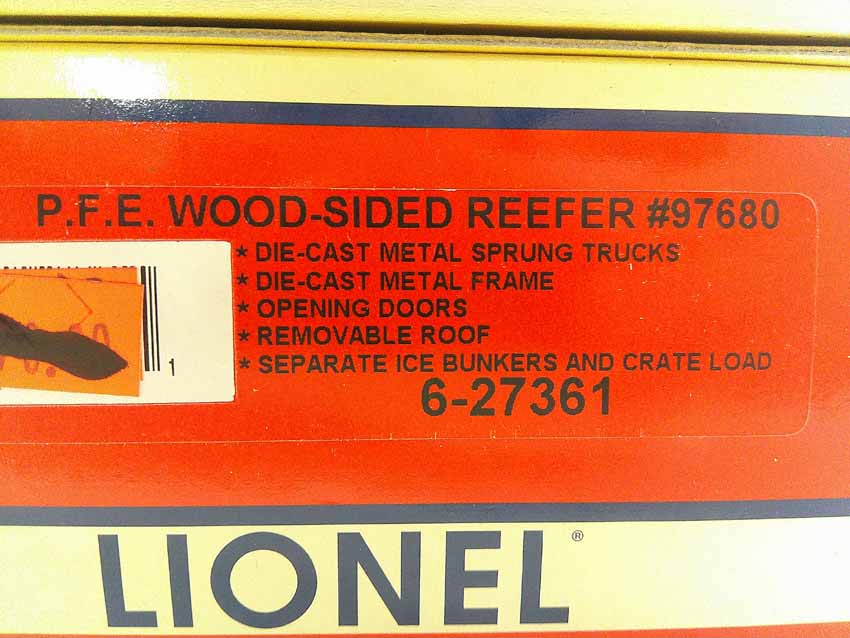 P.F.E. WOOD-SIDED REEFER #97680
* DIE-CAST METAL SPRUNG TRUCKS
* DIE-CAST METAL FRAME
* OPENING DOORS
* REMOVABLE ROOF
* SEPARATE ICE BUNKERS AND CRATE LOAD
6-27361
1
LIONEL®